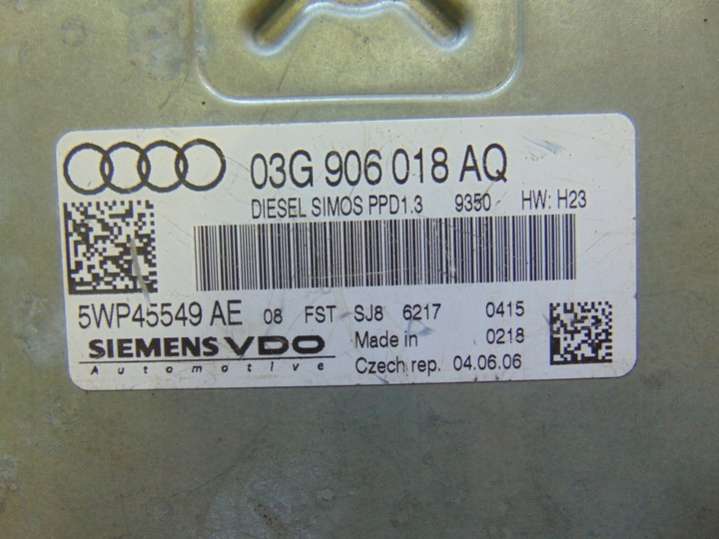 03G 906 018 AQ
DIESEL SIMOS PPD1.3 9350 HW: H23
5WP45549 AE 08 FST SJ8 6217 0415
SIEMENS VDO Made in 0218
Automotive Czech rep. 04.06.06